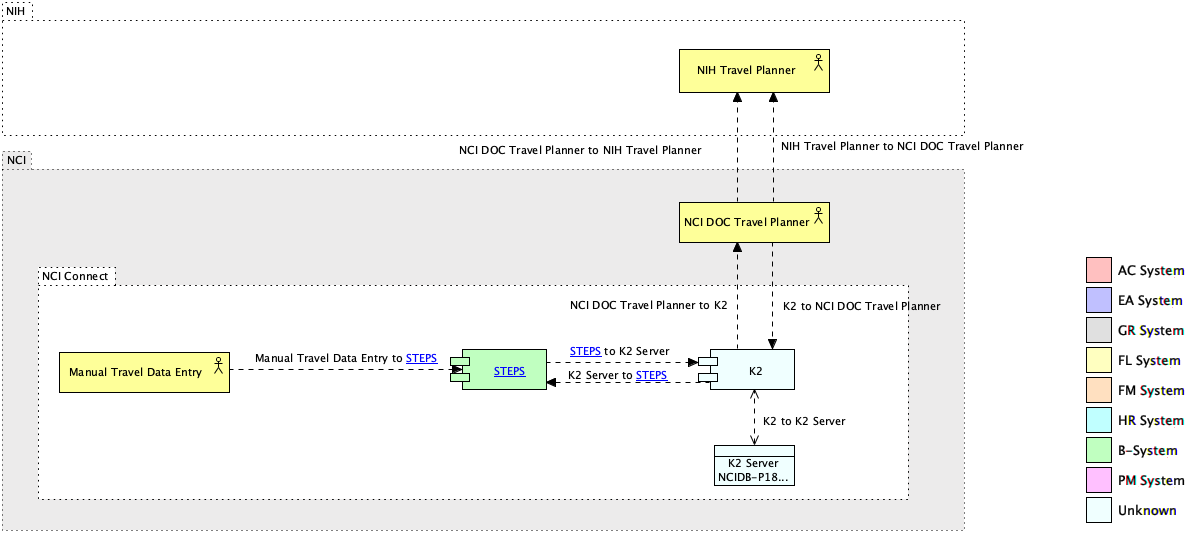 NIH
NIH Travel Planner
NCI DOC Travel Planner to NIH Travel Planner
NIH Travel Planner to NCI DOC Travel Planner
NCI
NCI DOC Travel Planner
NCI Connect
NCI DOC Travel Planner to K2
K2 to NCI DOC Travel Planner
Manual Travel Data Entry
Manual Travel Data Entry to STEPS
STEPS
STEPS to K2 Server
K2 Server to STEPS
K2
K2 to K2 Server
K2 Server
NCIDB-P18...
AC System
EA System
GR System
FL System
FM System
HR System
B-System
PM System
Unknown